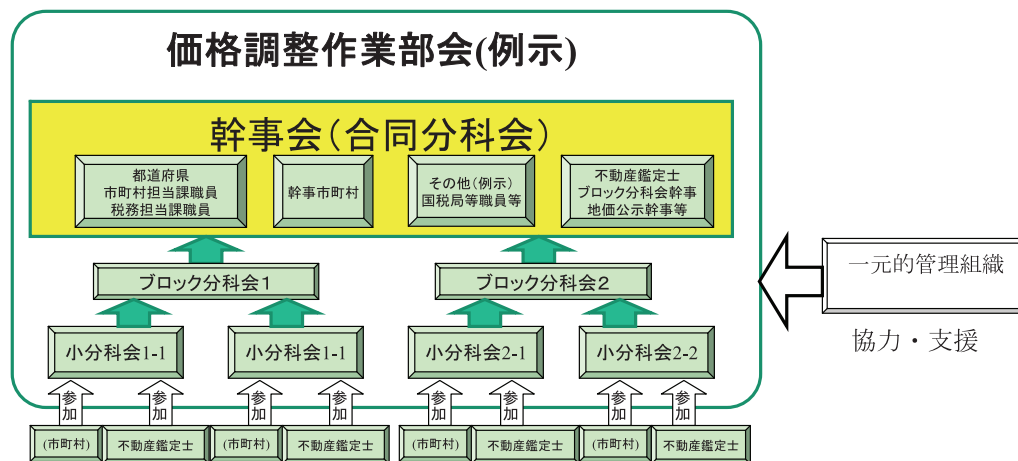 価格調整作業部会(例示)
幹事会(合同分科会)
都道府県
市町村担当課職員
税務担当課職員
幹事市町村
その他(例示)
国税局等職員等
不動産鑑定士
ブロック分科会幹事
地価公示幹事等
ブロック分科会1
ブロック分科会2
一元的管理組織
協力・支援
小分科会1-1
小分科会1-1
小分科会2-1
小分科会2-2
参加
参加
参加
参加
参加
参加
参加
参加
(市町村)
不動産鑑定士
(市町村)
不動産鑑定士
(市町村)
不動産鑑定士
(市町村)
不動産鑑定士